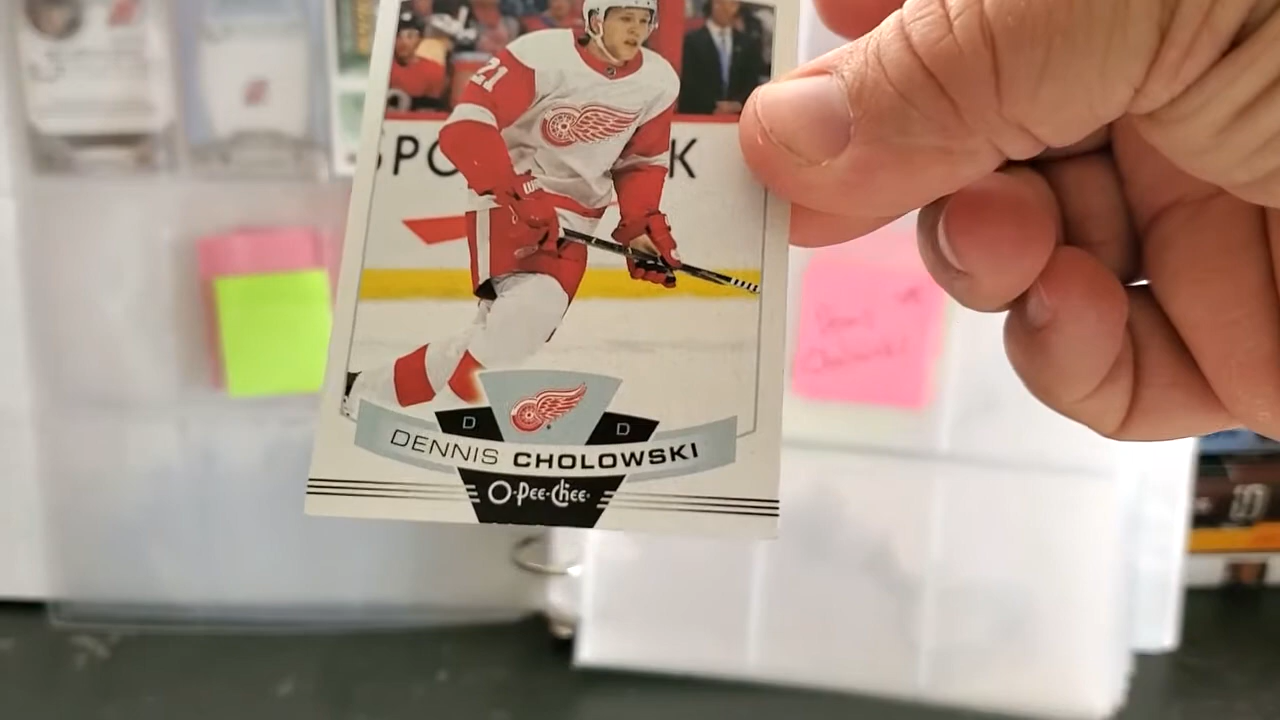 21
SPO
K
D
D
DENNIS CHOLOWSKI
O-Pee-Chee